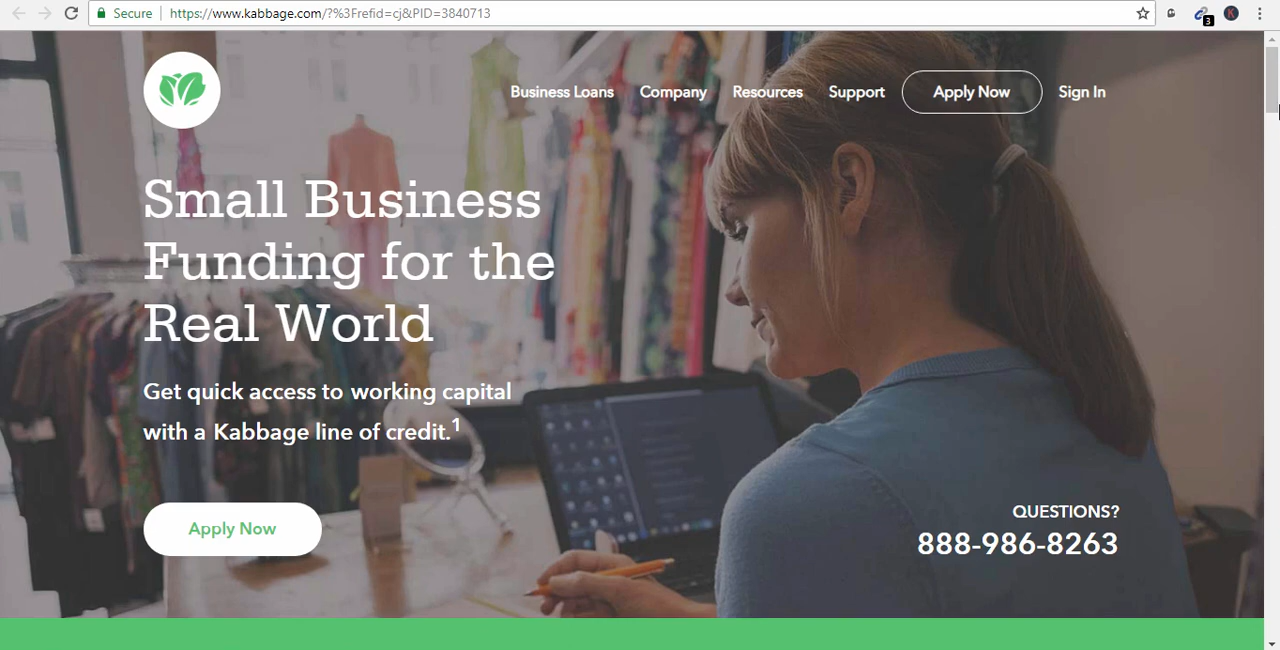 Secure
https://www.kabbage.com/?%3Frefid=cj&PID=3840713
3
K
Business Loans
Company
Resources
Support
Apply Now
Sign In
Small Business
Funding for the
Real World
Get quick access to working capital
with a Kabbage line of credit.1
Apply Now
QUESTIONS?
888-986-8263